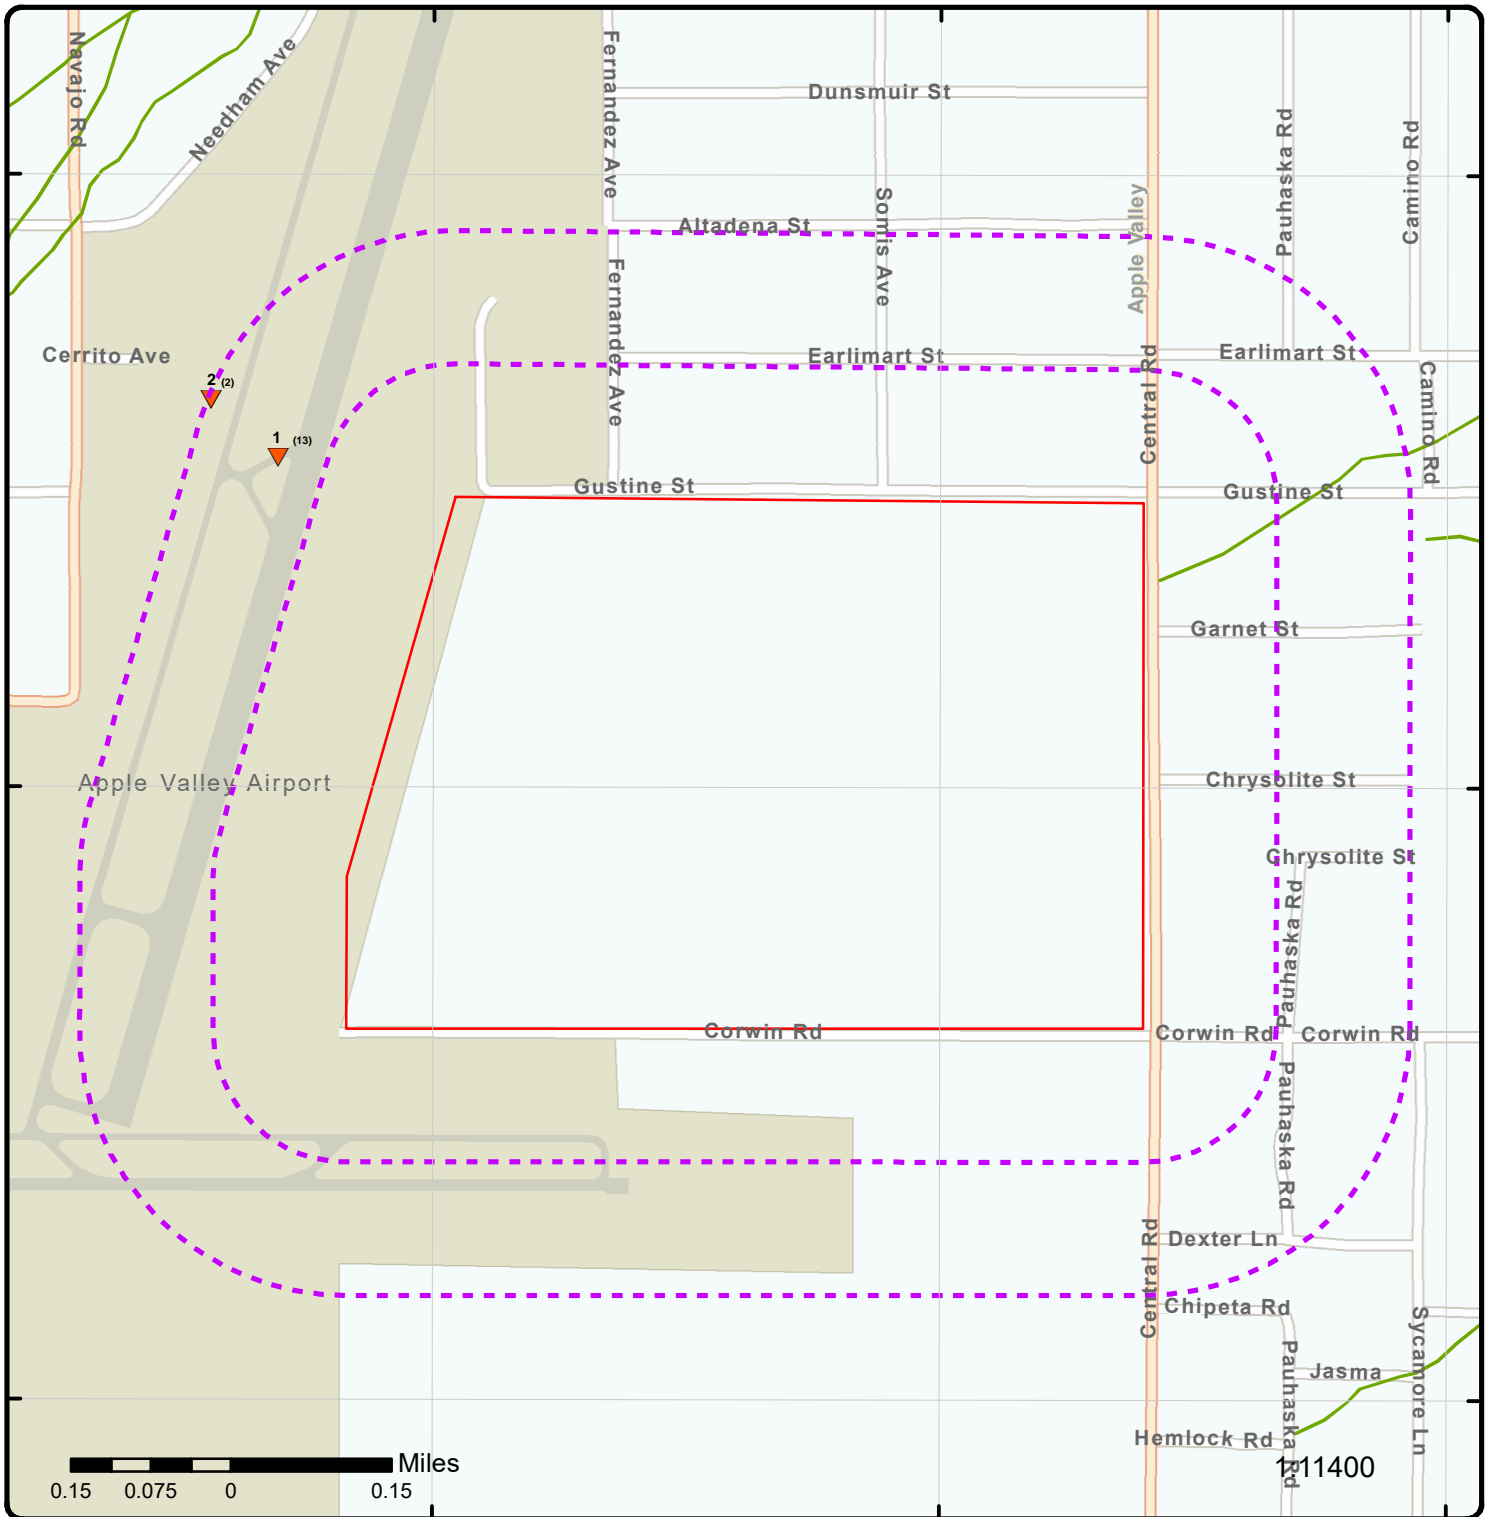 Navajo Rd
Needham Ave
Fernandez Ave
Dunsmuir St
Pauhaska Rd
Camino Rd
Altadena St
Somis Ave
Apple Valley
Fernandez Ave
Cerrito Ave
Earlimart St
Central Rd
Earlimart St
Camino Rd
2 (2)
1 (13)
Gustine St
Gustine St
Garnet St
Apple Valley Airport
Chrysolite St
Chrysolite St
Pauhaska Rd
Corwin Rd
Corwin Rd
Corwin Rd
Pauhaska Rd
Central Rd
Dexter Ln
Chipeta Rd
Sycamore Ln
Pauhaska Rd
Jasma
Hemlock Rd
Miles
0.15 0.075 0 0.15
1:11400